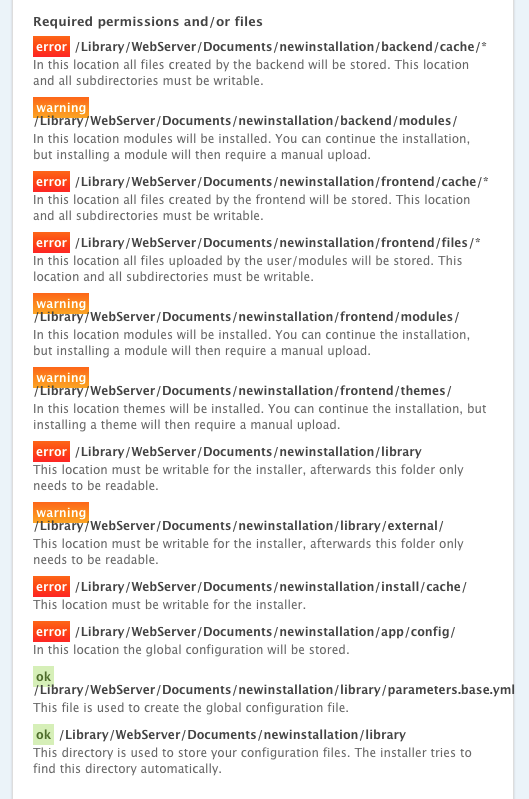 Required permissions and/or files
error /Library/WebServer/Documents/newinstallation/backend/cache/*
In this location all files created by the backend will be stored. This location
and all subdirectories must be writable.
warning
/Library/WebServer/Documents/newinstallation/backend/modules/
In this location modules will be installed. You can continue the installation,
but installing a module will then require a manual upload.
error /Library/WebServer/Documents/newinstallation/frontend/cache/*
In this location all files created by the frontend will be stored. This location
and all subdirectories must be writable.
error /Library/WebServer/Documents/newinstallation/frontend/files/*
In this location all files uploaded by the user/modules will be stored. This
location and all subdirectories must be writable.
warning
/Library/WebServer/Documents/newinstallation/frontend/modules/
In this location modules will be installed. You can continue the installation,
but installing a module will then require a manual upload.
warning
/Library/WebServer/Documents/newinstallation/frontend/themes/
In this location themes will be installed. You can continue the installation, but
installing a theme will then require a manual upload.
error /Library/WebServer/Documents/newinstallation/library
This location must be writable for the installer, afterwards this folder only
needs to be readable.
warning
/Library/WebServer/Documents/newinstallation/library/external/
This location must be writable for the installer, afterwards this folder only
needs to be readable.
error /Library/WebServer/Documents/newinstallation/install/cache/
This location must be writable for the installer.
error /Library/WebServer/Documents/newinstallation/app/config/
In this location the global configuration will be stored.
ok
/Library/WebServer/Documents/newinstallation/library/parameters.base.yml
This file is used to create the global configuration file.
ok /Library/WebServer/Documents/newinstallation/library
This directory is used to store your configuration files. The installer tries to
find this directory automatically.